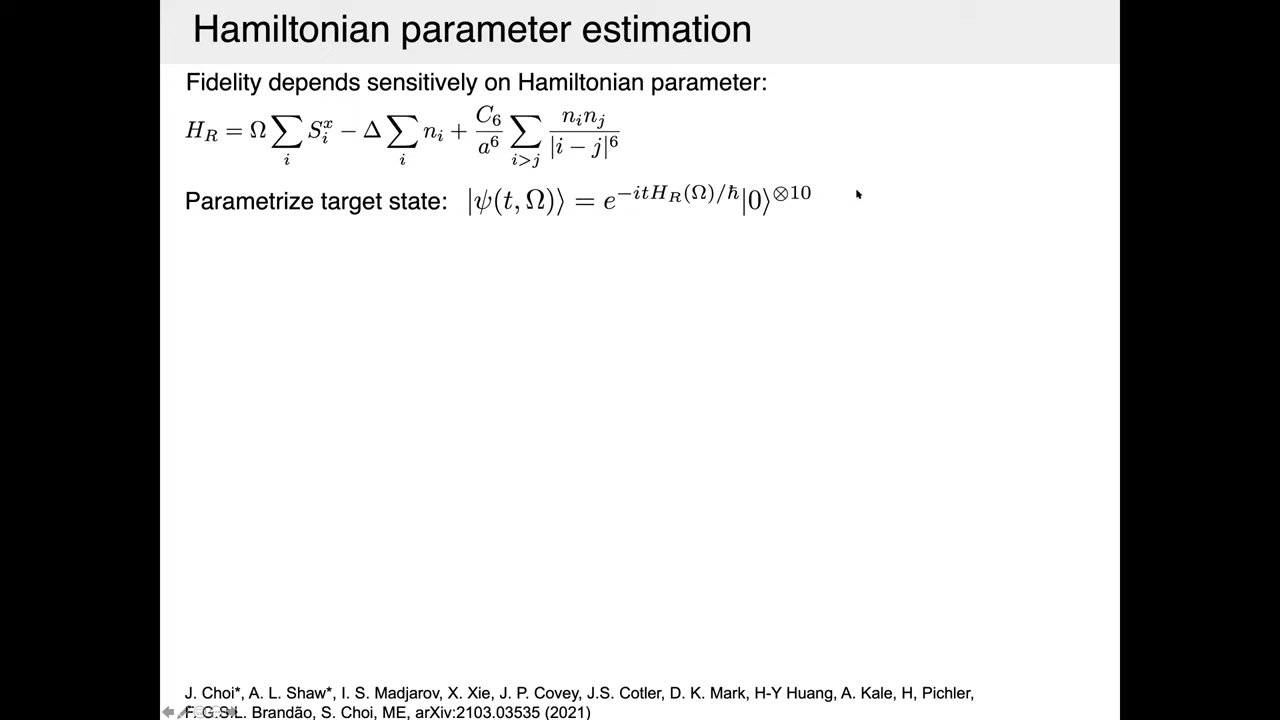 Hamiltonian parameter estimation
Fidelity depends sensitively on Hamiltonian parameter:
H_R = Ω ∑_i S_i^x − Δ ∑_i n_i + C_6/a^6 ∑_{i>j} n_i n_j/|i − j|^6
Parametrize target state: |ψ(t, Ω)⟩ = e^{−itH_R(Ω)/ħ}|0⟩^{⊗10}
J. Choi*, A. L. Shaw*, I. S. Madjarov, X. Xie, J. P. Covey, J.S. Cotler, D. K. Mark, H-Y Huang, A. Kale, H, Pichler,
F. G.S.L. Brandão, S. Choi, ME, arXiv:2103.03535 (2021)